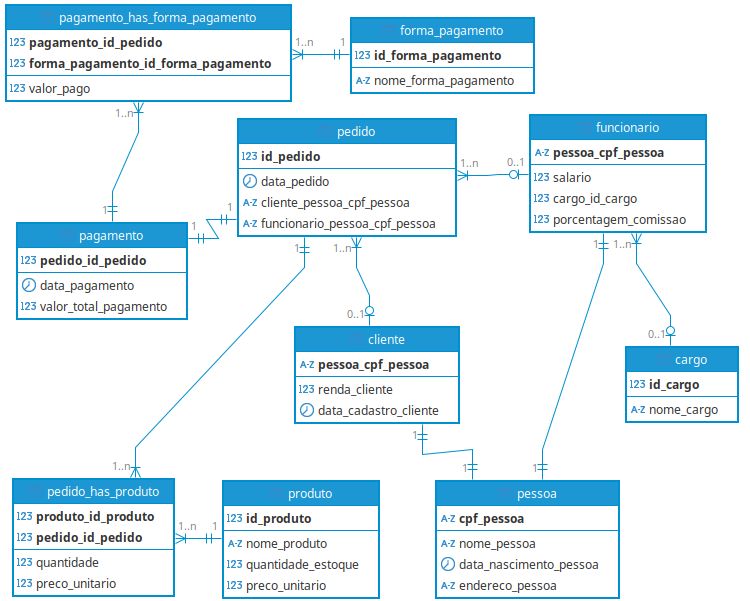 pagamento_has_forma_pagamento
123 pagamento_id_pedido
123 forma_pagamento_id_forma_pagamento
123 valor_pago
1..n
1
forma_pagamento
123 id_forma_pagamento
A-Z nome_forma_pagamento
1..n
1
pedido
123 id_pedido
data_pedido
A-Z cliente_pessoa_cpf_pessoa
A-Z funcionario_pessoa_cpf_pessoa
1..n
0..1
funcionario
A-Z pessoa_cpf_pessoa
123 salario
123 cargo_id_cargo
123 porcentagem_comissao
pagamento
123 pedido_id_pedido
data_pagamento
123 valor_total_pagamento
1
1
1
1..n
1
1..n
0..1
0..1
cliente
A-Z pessoa_cpf_pessoa
123 renda_cliente
data_cadastro_cliente
cargo
123 id_cargo
A-Z nome_cargo
1
1
1
1..n
pedido_has_produto
123 produto_id_produto
123 pedido_id_pedido
123 quantidade
123 preco_unitario
1..n
1
produto
123 id_produto
A-Z nome_produto
123 quantidade_estoque
123 preco_unitario
pessoa
A-Z cpf_pessoa
A-Z nome_pessoa
data_nascimento_pessoa
A-Z endereco_pessoa